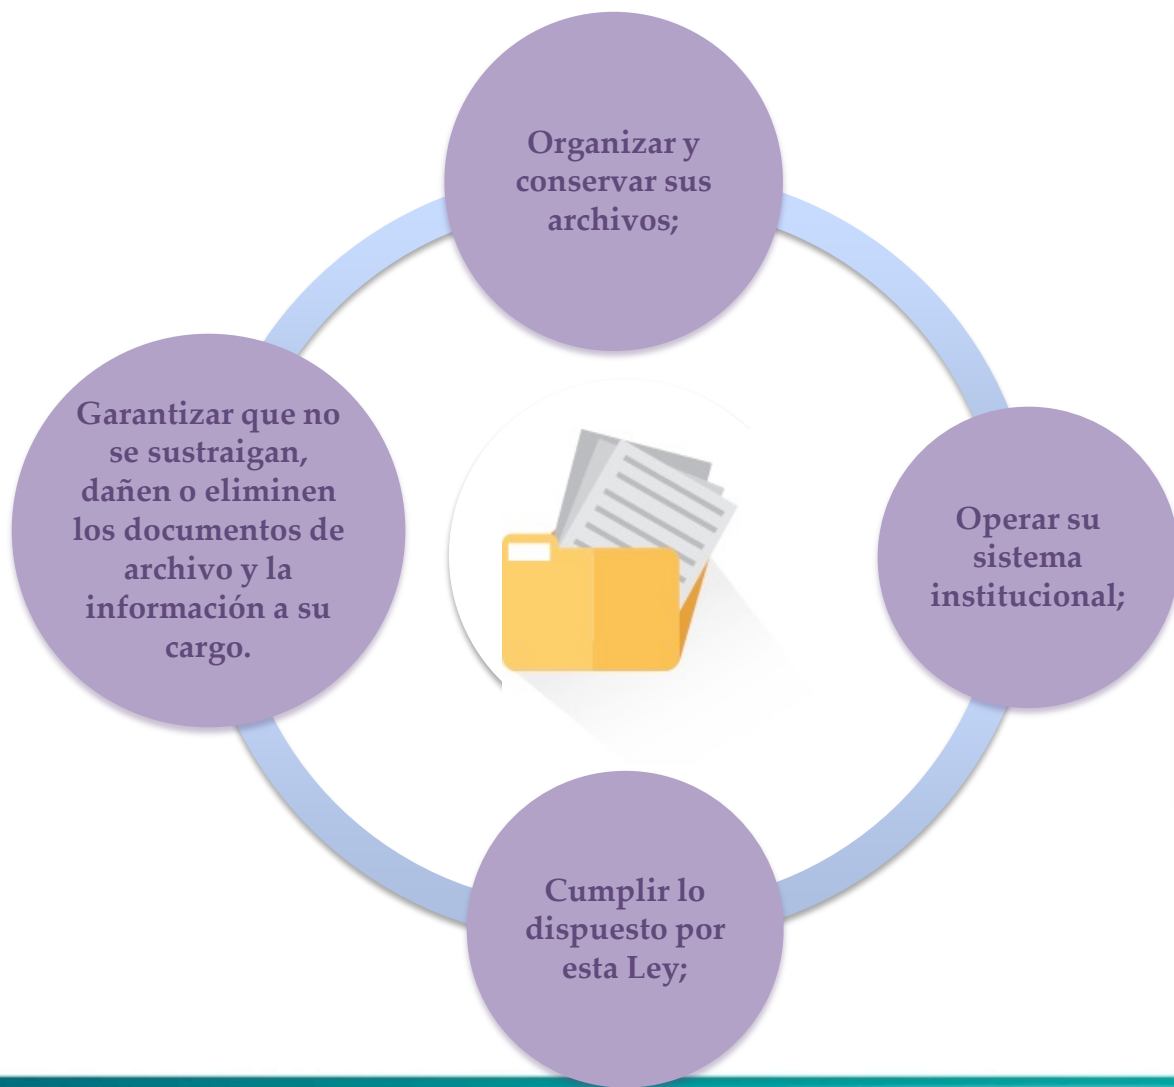 Organizar y
conservar sus
archivos;
Operar su
sistema
institucional;
Cumplir lo
dispuesto por
esta Ley;
Garantizar que no
se sustraigan,
dañen o eliminen
los documentos de
archivo y la
información a su
cargo.